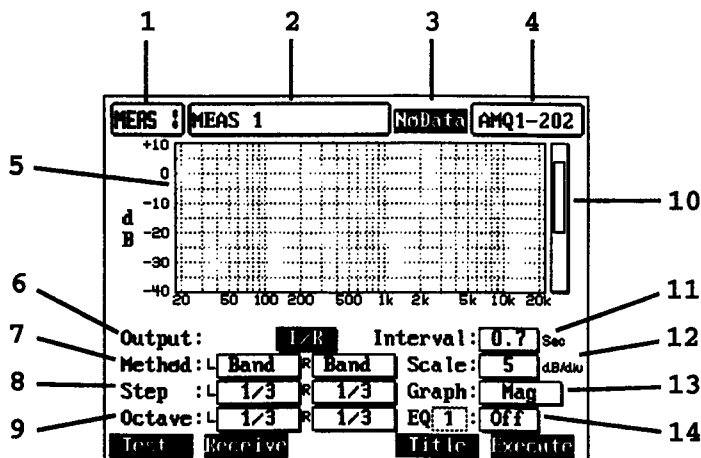 1 2 3 4
MEAS MEAS 1 NoData AMQ1-202
+10
5 0
-10 10
dB
-20
-30
-40
20 50 100 200 500 1k 2k 5k 10k 20k
6 11
Output: L/R Interval: 0.7 Sec
7 12
Method: L Band R Band Scale: 5 dB/div
8 Step : L 1/3 R 1/3 Graph: Mag 13
9 Octave: L 1/3 R 1/3 EQ 1 : Off 14
Test Receive Title Execute